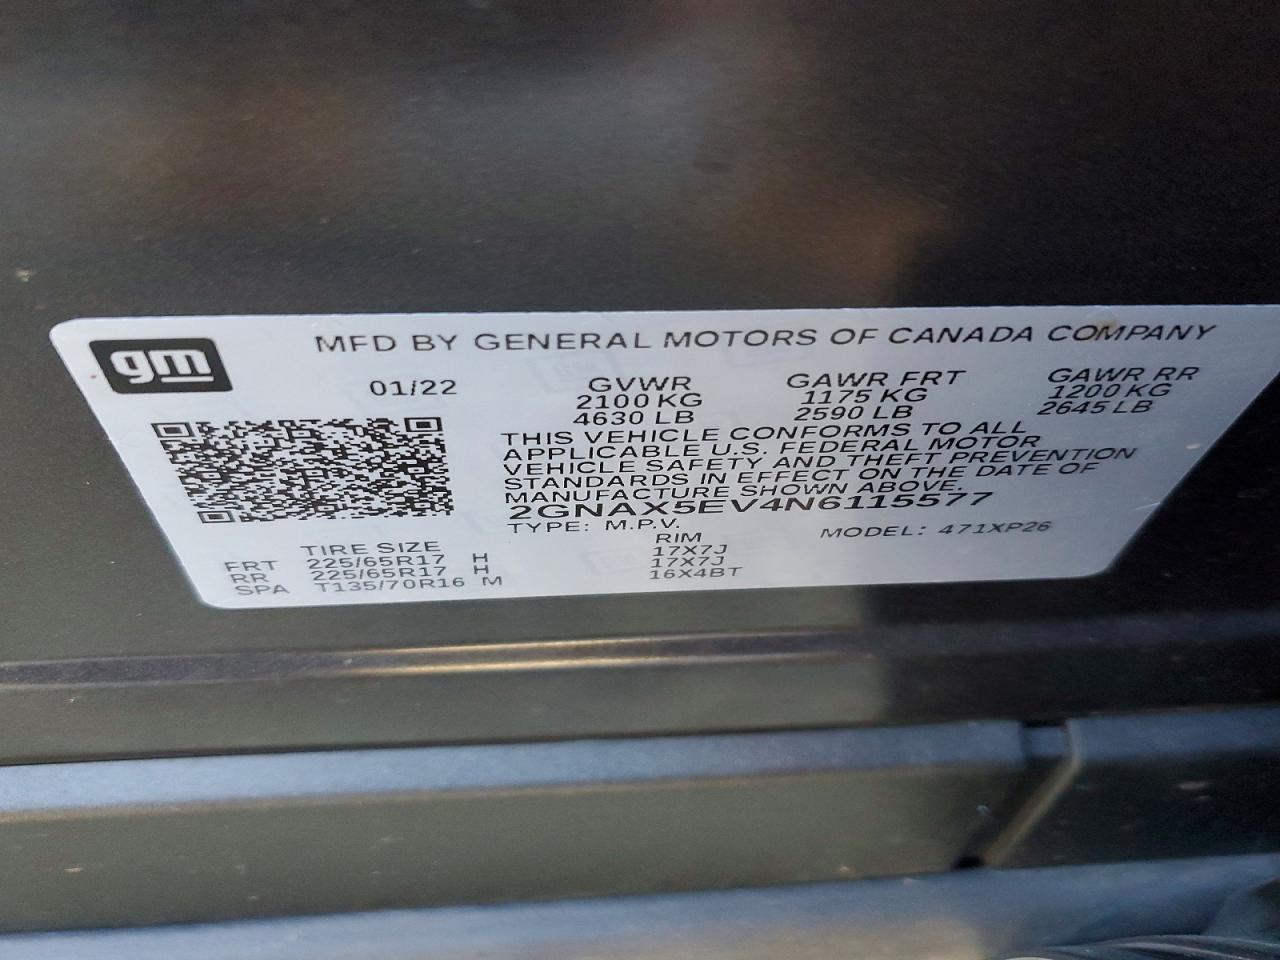 gm
MFD BY GENERAL MOTORS OF CANADA COMPANY
01/22 GVWR GAWR FRT GAWR RR
2100 KG 1175 KG 1200 KG
4630 LB 2590 LB 2645 LB
THIS VEHICLE CONFORMS TO ALL
APPLICABLE U.S. FEDERAL MOTOR
VEHICLE SAFETY AND THEFT PREVENTION
STANDARDS IN EFFECT ON THE DATE OF
MANUFACTURE SHOWN ABOVE.
2GNAX5EV4N6115577
TYPE: M.P.V. MODEL: 471XP26
TIRE SIZE RIM
FRT 225/65R17 H 17X7J
RR 225/65R17 H 17X7J
SPA T135/70R16 M 16X4BT